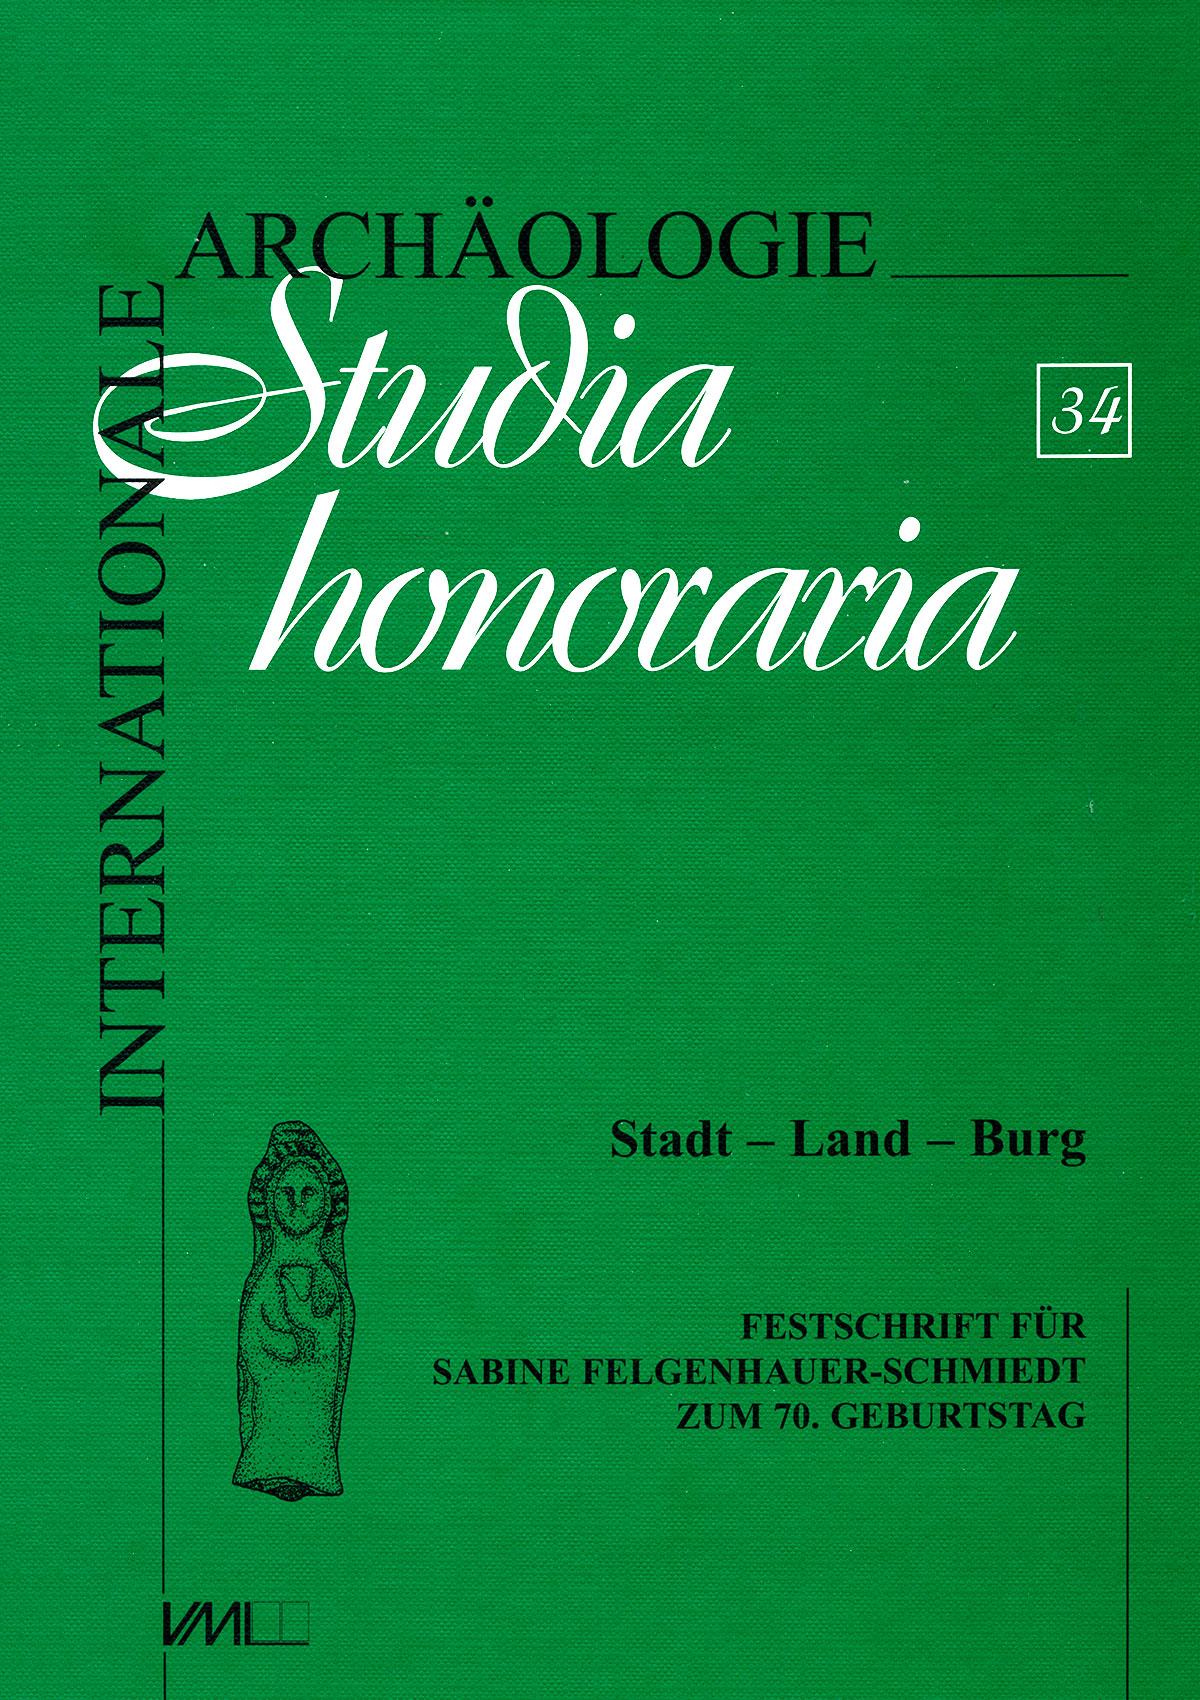 INTERNATIONALE
ARCHÄOLOGIE
Studia
honoraria
34
Stadt – Land – Burg
FESTSCHRIFT FÜR
SABINE FELGENHAUER-SCHMIEDT
ZUM 70. GEBURTSTAG
VML